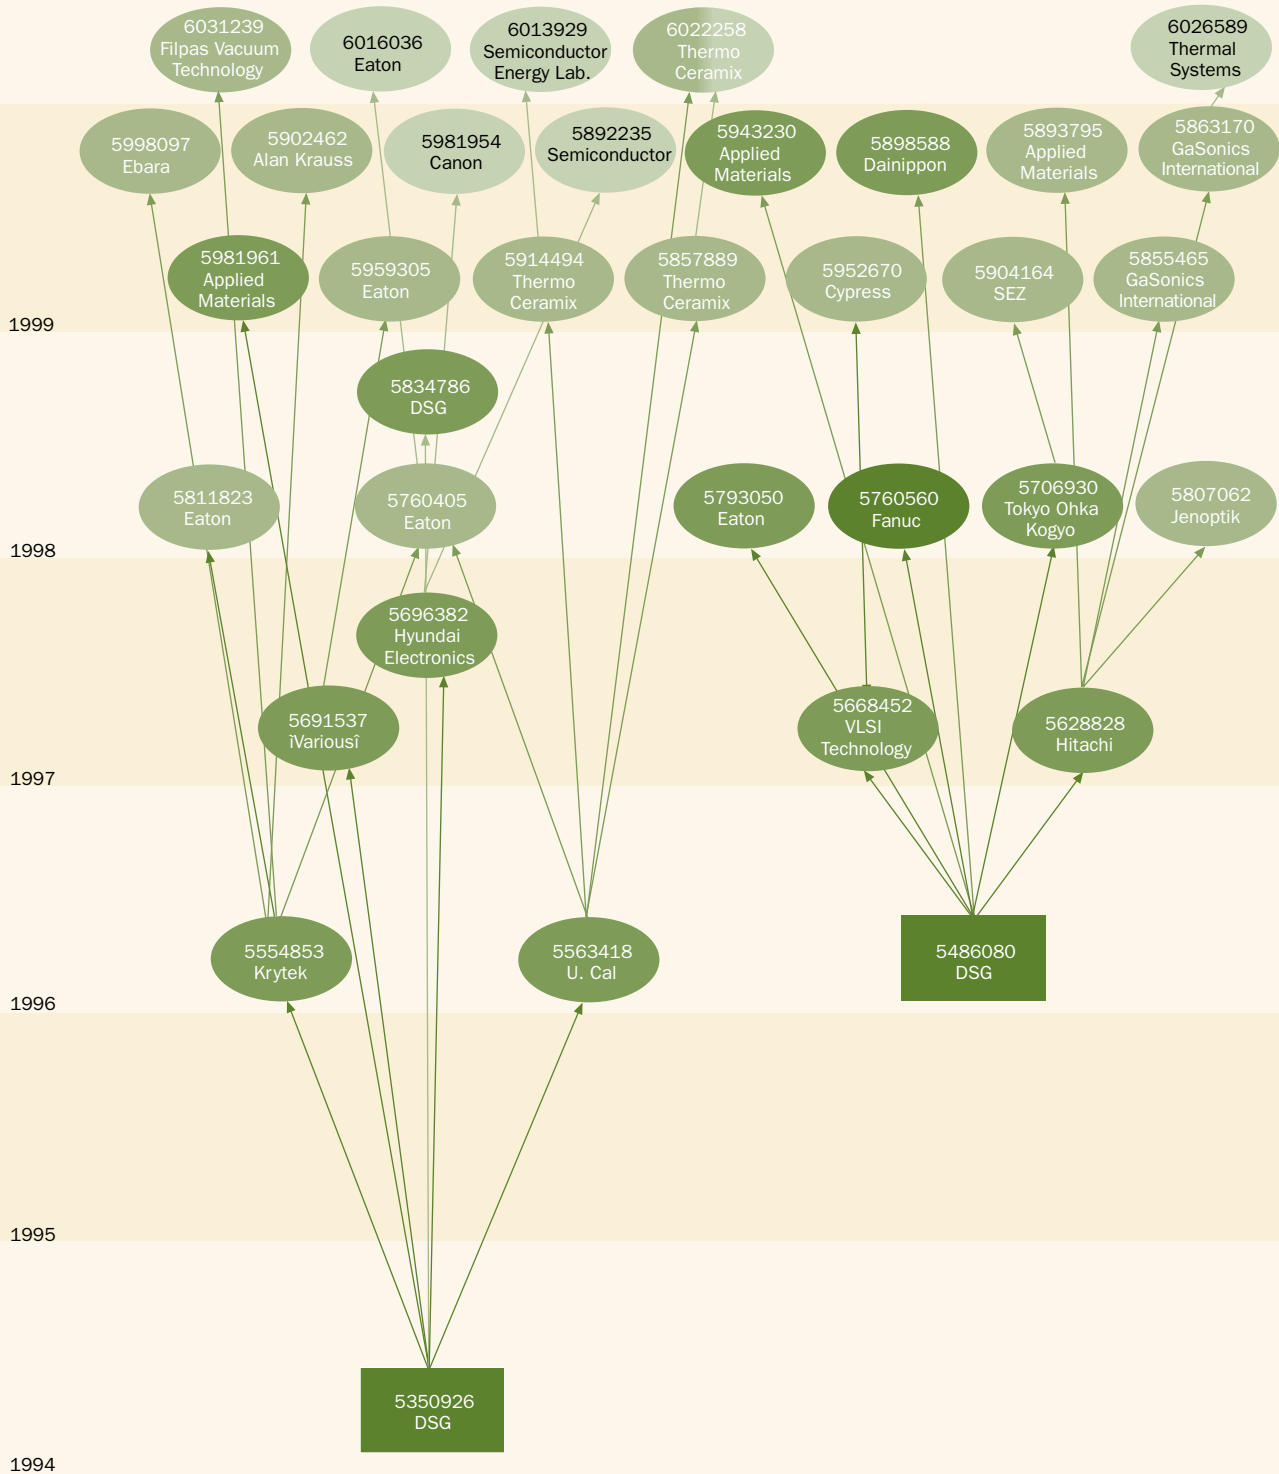 6031239
Filpas Vacuum
Technology
6016036
Eaton
6013929
Semiconductor
Energy Lab.
6022258
Thermo
Ceramix
6026589
Thermal
Systems
5998097
Ebara
5902462
Alan Krauss
5981954
Canon
5892235
Semiconductor
5943230
Applied
Materials
5898588
Dainippon
5893795
Applied
Materials
5863170
GaSonics
International
5981961
Applied
Materials
5959305
Eaton
5914494
Thermo
Ceramix
5857889
Thermo
Ceramix
5952670
Cypress
5904164
SEZ
5855465
GaSonics
International
1999
5834786
DSG
5811823
Eaton
5760405
Eaton
5793050
Eaton
5760560
Fanuc
5706930
Tokyo Ohka
Kogyo
5807062
Jenoptik
1998
5696382
Hyundai
Electronics
5691537
ìVariousî
5668452
VLSI
Technology
5628828
Hitachi
1997
5554853
Krytek
5563418
U. Cal
5486080
DSG
1996
1995
5350926
DSG
1994